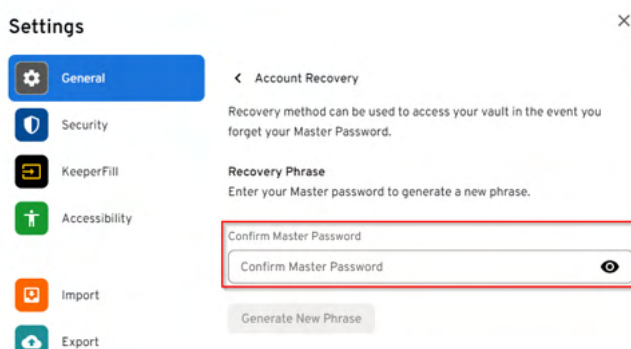 Settings
General
Security
KeeperFill
Accessibility
Import
Export
Account Recovery
Recovery method can be used to access your vault in the event you
forget your Master Password.
Recovery Phrase
Enter your Master password to generate a new phrase.
Confirm Master Password
Confirm Master Password
Generate New Phrase